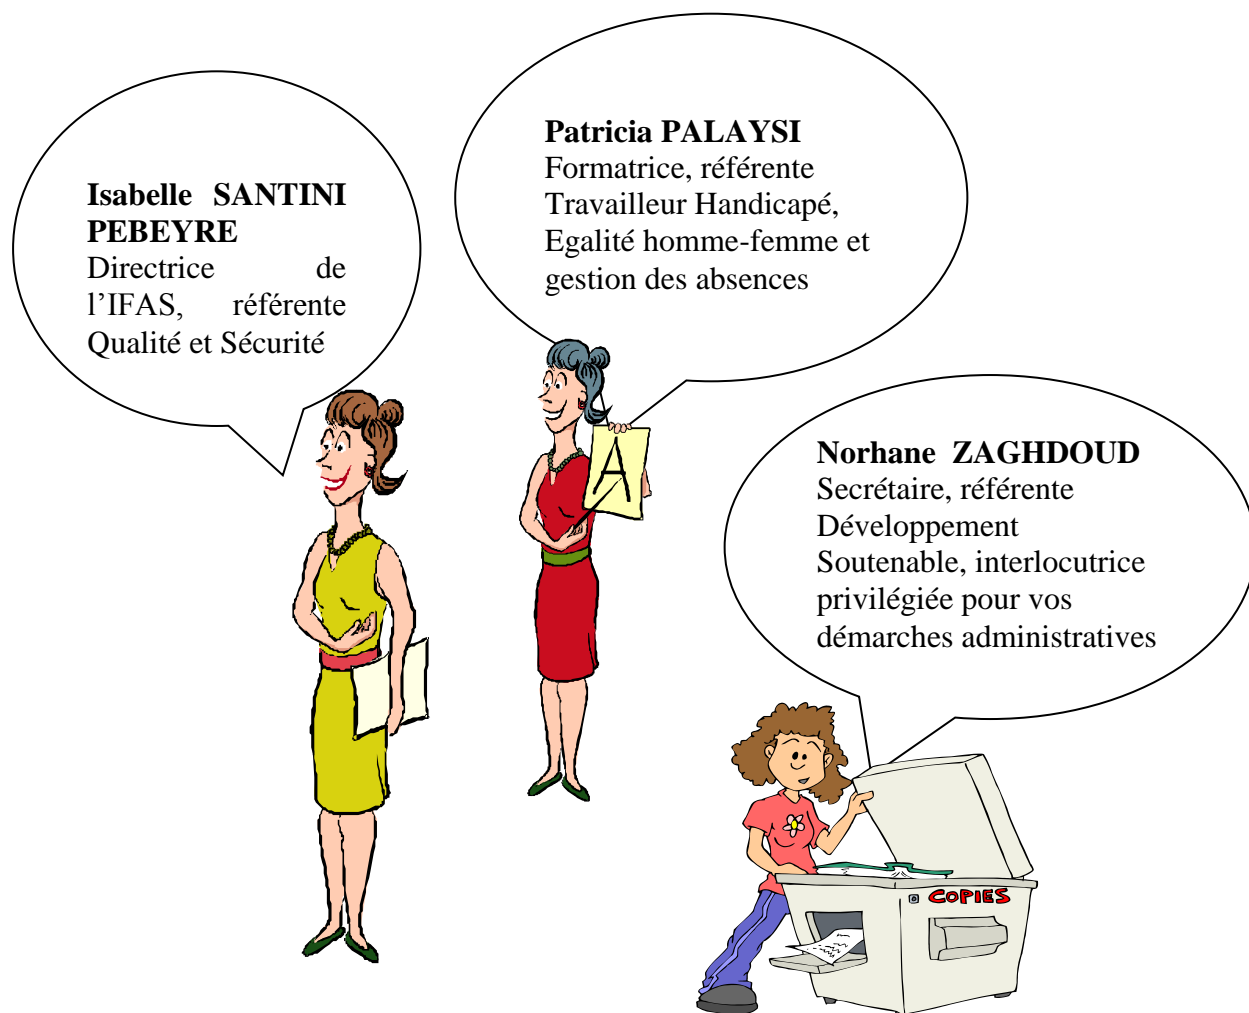 Isabelle SANTINI
PEBEYRE
Directrice de
l’IFAS, référente
Qualité et Sécurité
Patricia PALAYSI
Formatrice, référente
Travailleur Handicapé,
Egalité homme-femme et
gestion des absences
A
Norhane ZAGHDOUD
Secrétaire, référente
Développement
Soutenable, interlocutrice
privilégiée pour vos
démarches administratives
COPIES